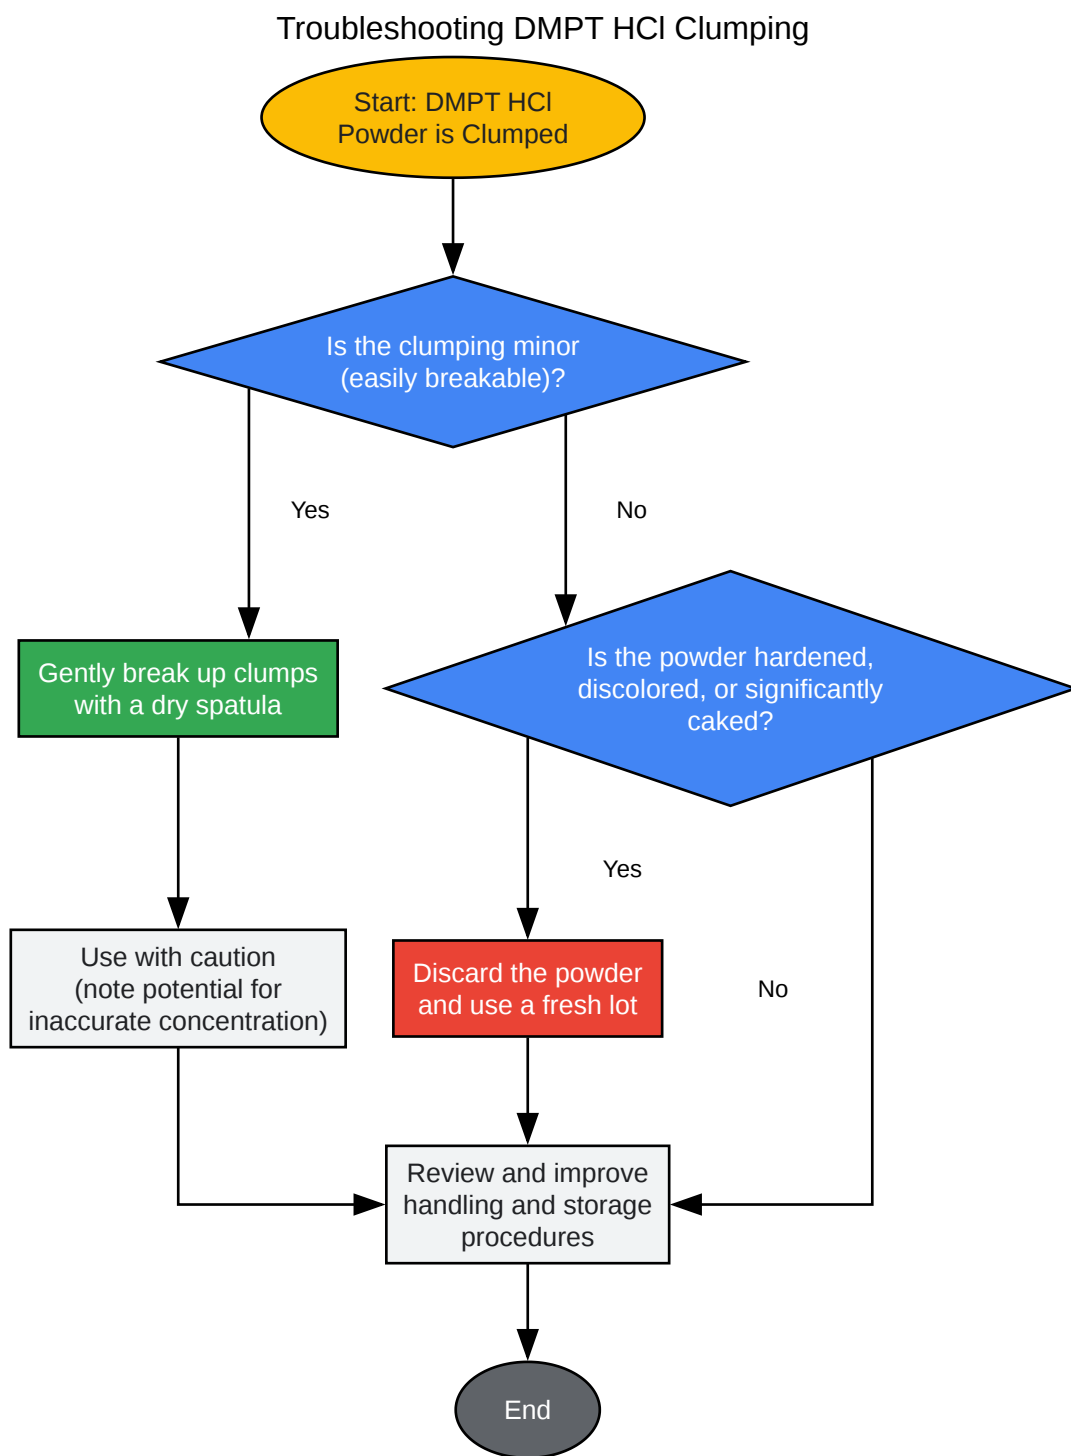 Troubleshooting DMPT HCl Clumping
Start: DMPT HCl
Powder is Clumped
Is the clumping minor
(easily breakable)?
Yes
No
Gently break up clumps
with a dry spatula
Is the powder hardened,
discolored, or significantly
caked?
Yes
No
Use with caution
(note potential for
inaccurate concentration)
Discard the powder
and use a fresh lot
Review and improve
handling and storage
procedures
End